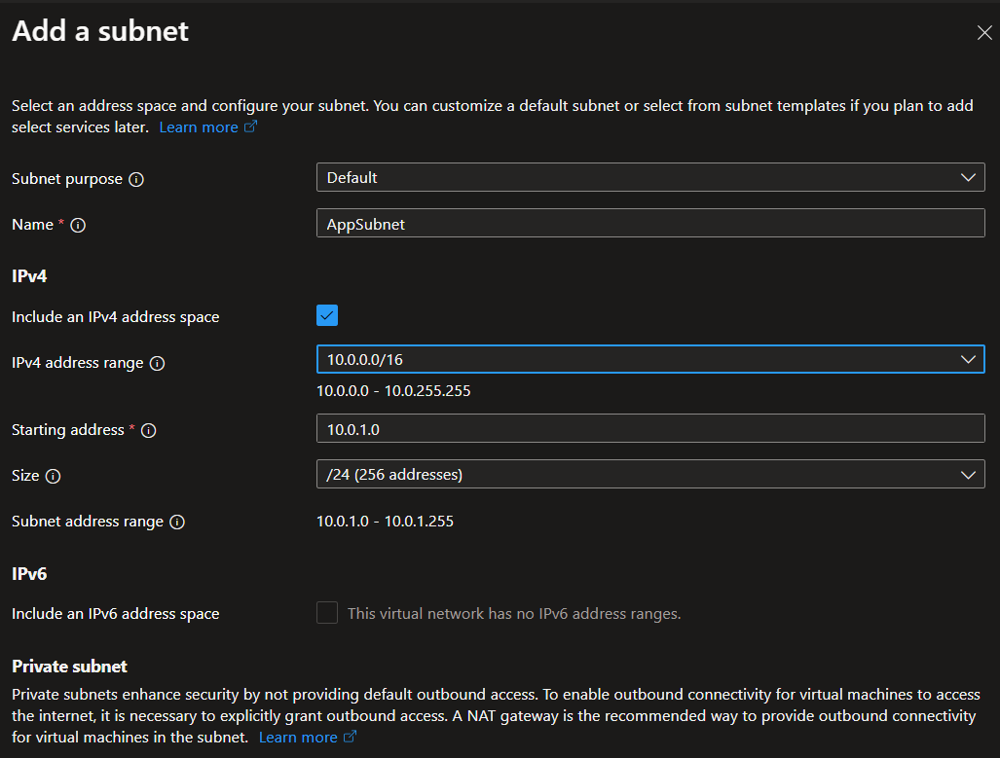 Add a subnet
Select an address space and configure your subnet. You can customize a default subnet or select from subnet templates if you plan to add
select services later. Learn more
Subnet purpose
Default
Name *
AppSubnet
IPv4
Include an IPv4 address space
IPv4 address range
10.0.0.0/16
10.0.0.0 - 10.0.255.255
Starting address *
10.0.1.0
Size
/24 (256 addresses)
Subnet address range
10.0.1.0 - 10.0.1.255
IPv6
Include an IPv6 address space
This virtual network has no IPv6 address ranges.
Private subnet
Private subnets enhance security by not providing default outbound access. To enable outbound connectivity for virtual machines to access
the internet, it is necessary to explicitly grant outbound access. A NAT gateway is the recommended way to provide outbound connectivity
for virtual machines in the subnet. Learn more